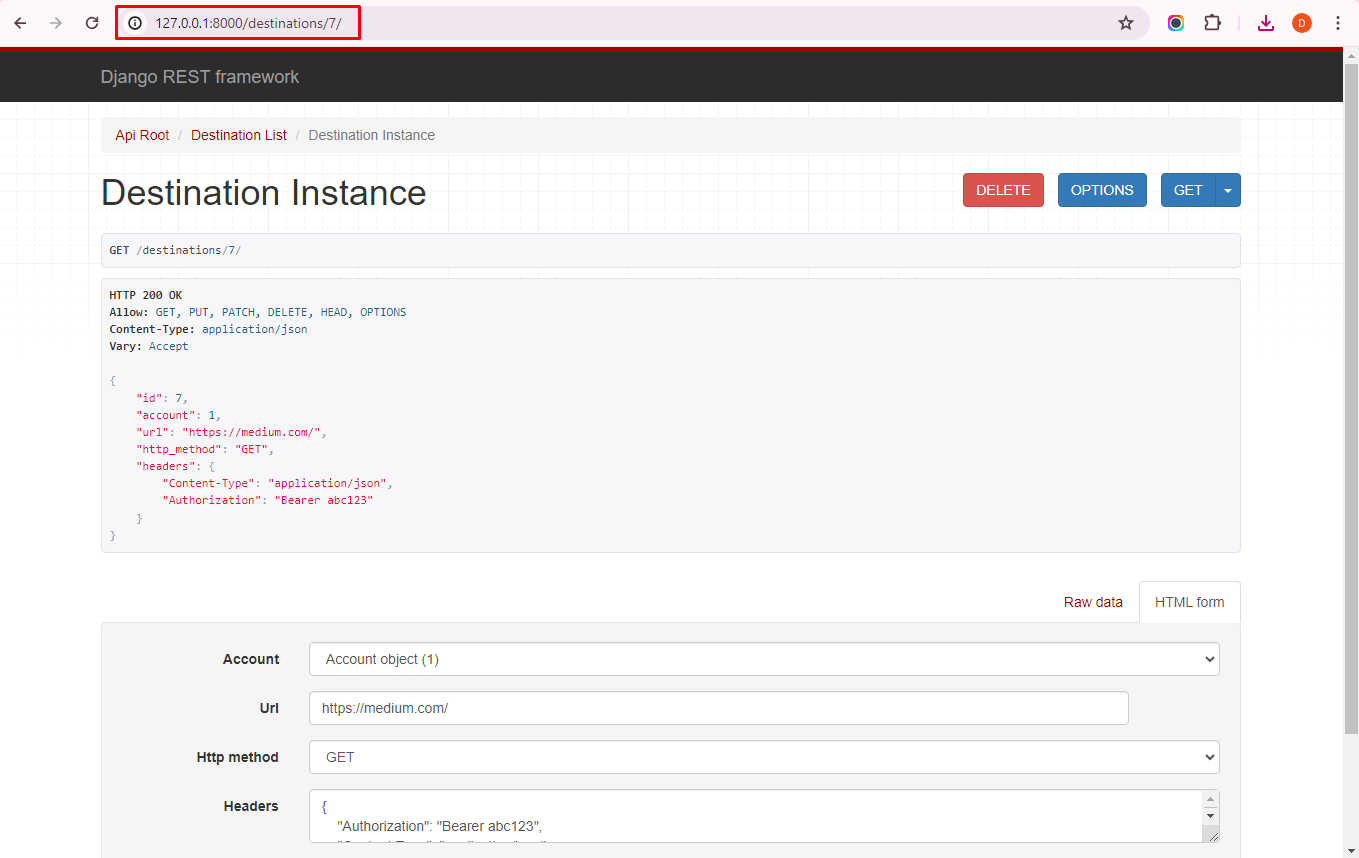 127.0.0.1:8000/destinations/7/
D
Django REST framework
Api Root / Destination List / Destination Instance
Destination Instance
DELETE
OPTIONS
GET
GET /destinations/7/
HTTP 200 OK
Allow: GET, PUT, PATCH, DELETE, HEAD, OPTIONS
Content-Type: application/json
Vary: Accept
{
    "id": 7,
    "account": 1,
    "url": "https://medium.com/",
    "http_method": "GET",
    "headers": {
        "Content-Type": "application/json",
        "Authorization": "Bearer abc123"
    }
}
Raw data
HTML form
Account
Account object (1)
Url
https://medium.com/
Http method
GET
Headers
{
    "Authorization": "Bearer abc123",